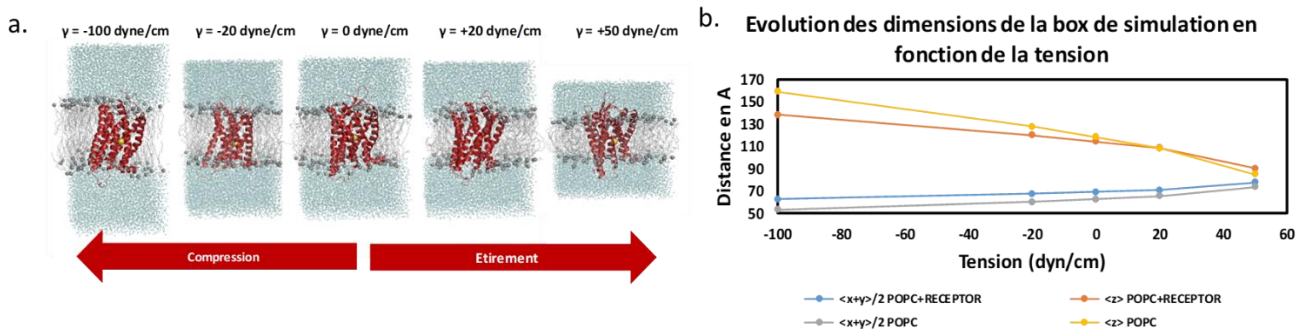 a.
γ = -100 dyne/cm
γ = -20 dyne/cm
γ = 0 dyne/cm
γ = +20 dyne/cm
γ = +50 dyne/cm
Compression
Etirement
b.
Evolution des dimensions de la box de simulation en
fonction de la tension
Distance en A
170
150
130
110
90
70
50
-100
-80
-60
-40
-20
0
20
40
60
Tension (dyn/cm)
<x+y>/2 POPC+RECEPTOR
<z> POPC+RECEPTOR
<x+y>/2 POPC
<z> POPC